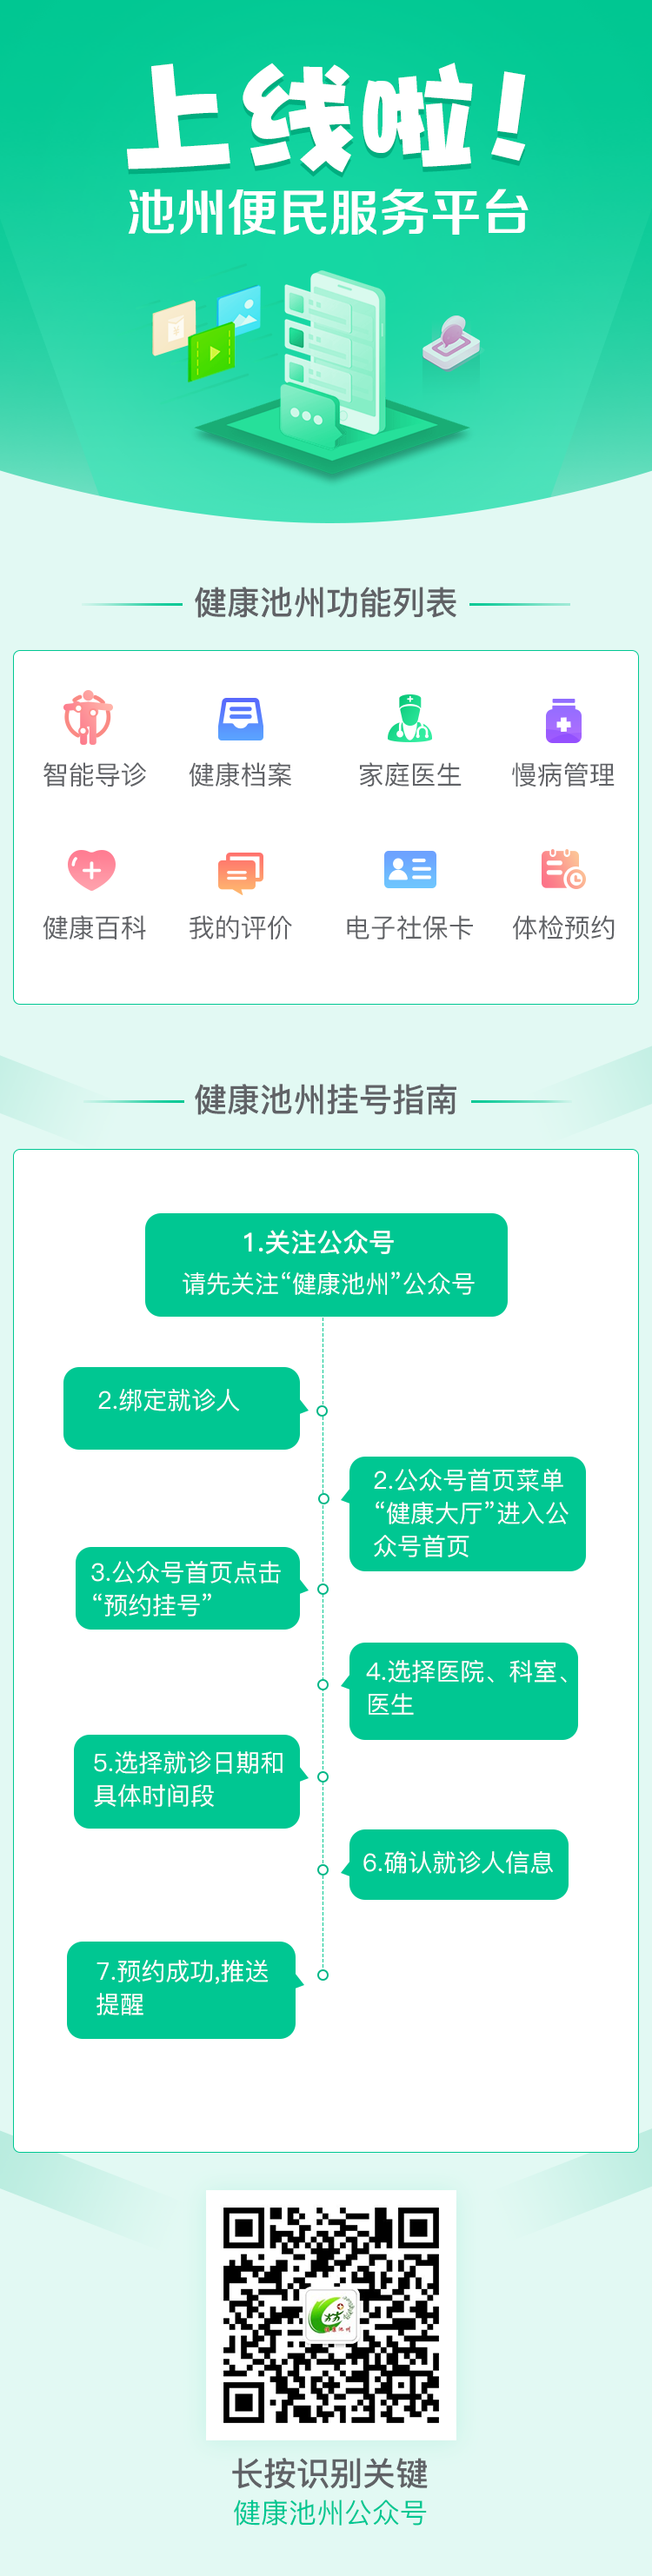 上线啦!
池州便民服务平台
健康池州功能列表
智能导诊 健康档案 家庭医生 慢病管理
健康百科 我的评价 电子社保卡 体检预约
健康池州挂号指南
1.关注公众号
请先关注“健康池州”公众号
2.绑定就诊人
2.公众号首页菜单
“健康大厅”进入公
众号首页
3.公众号首页点击
“预约挂号”
4.选择医院、科室、
医生
5.选择就诊日期和
具体时间段
6.确认就诊人信息
7.预约成功,推送
提醒
长按识别关键
健康池州公众号